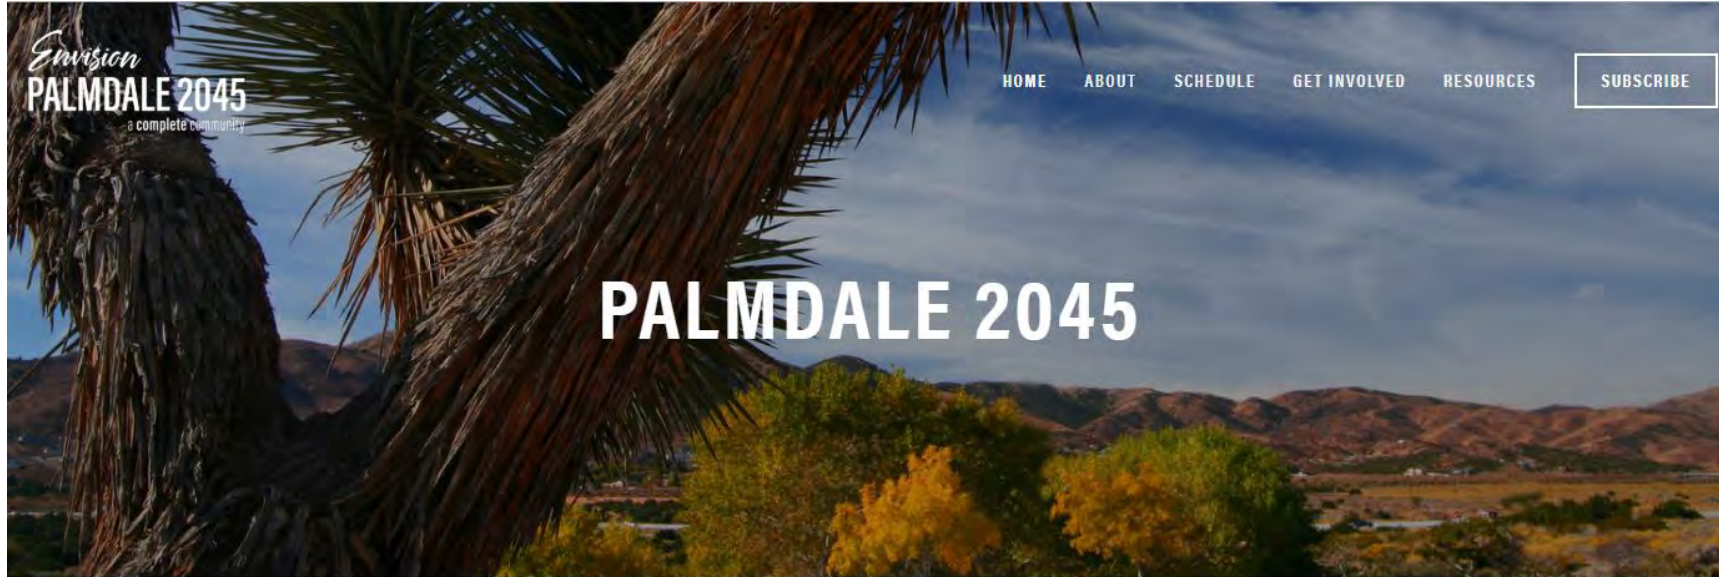 Envision
PALMDALE 2045
a complete community
HOME ABOUT SCHEDULE GET INVOLVED RESOURCES SUBSCRIBE
PALMDALE 2045